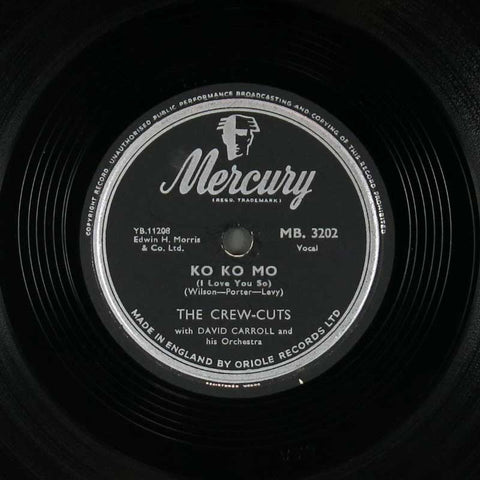 COPYRIGHT RECORD. UNAUTHORISED PUBLIC PERFORMANCE BROADCASTING AND COPYING OF THIS RECORD PROHIBITED
Mercury
(REGD. TRADEMARK)
YB.11208
Edwin H. Morris
& Co. Ltd.
MB. 3202
Vocal
KO KO MO
(I Love You So)
(Wilson—Porter—Levy)
THE CREW-CUTS
with DAVID CARROLL and
his Orchestra
MADE IN ENGLAND BY ORIOLE RECORDS LTD